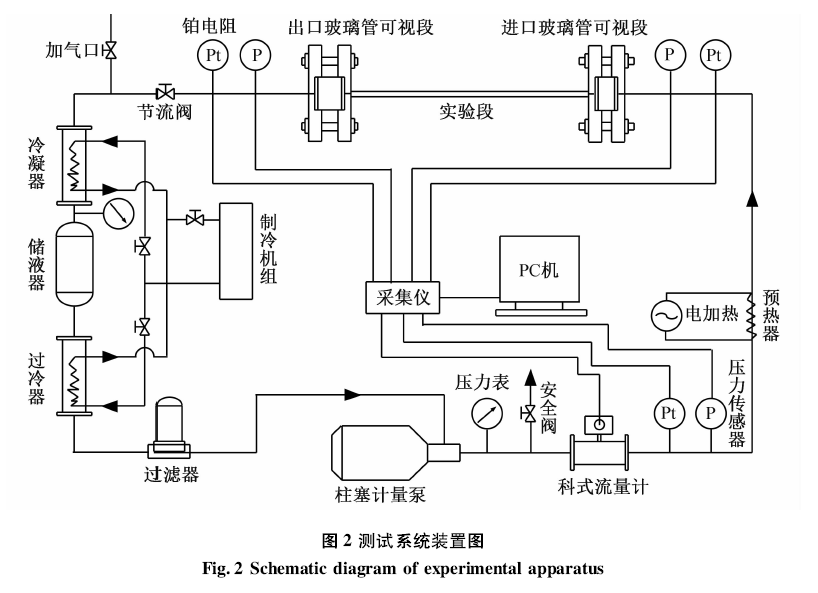 铂电阻
出口玻璃管可视段
进口玻璃管可视段
加气口
Pt
P
P
Pt
节流阀
实验段
冷凝器
储液器
制冷机组
PC机
采集仪
电加热
预热器
过冷器
压力表
安全阀
Pt
P
压力传感器
过滤器
柱塞计量泵
科式流量计
图 2 测试系统装置图
Fig. 2 Schematic diagram of experimental apparatus